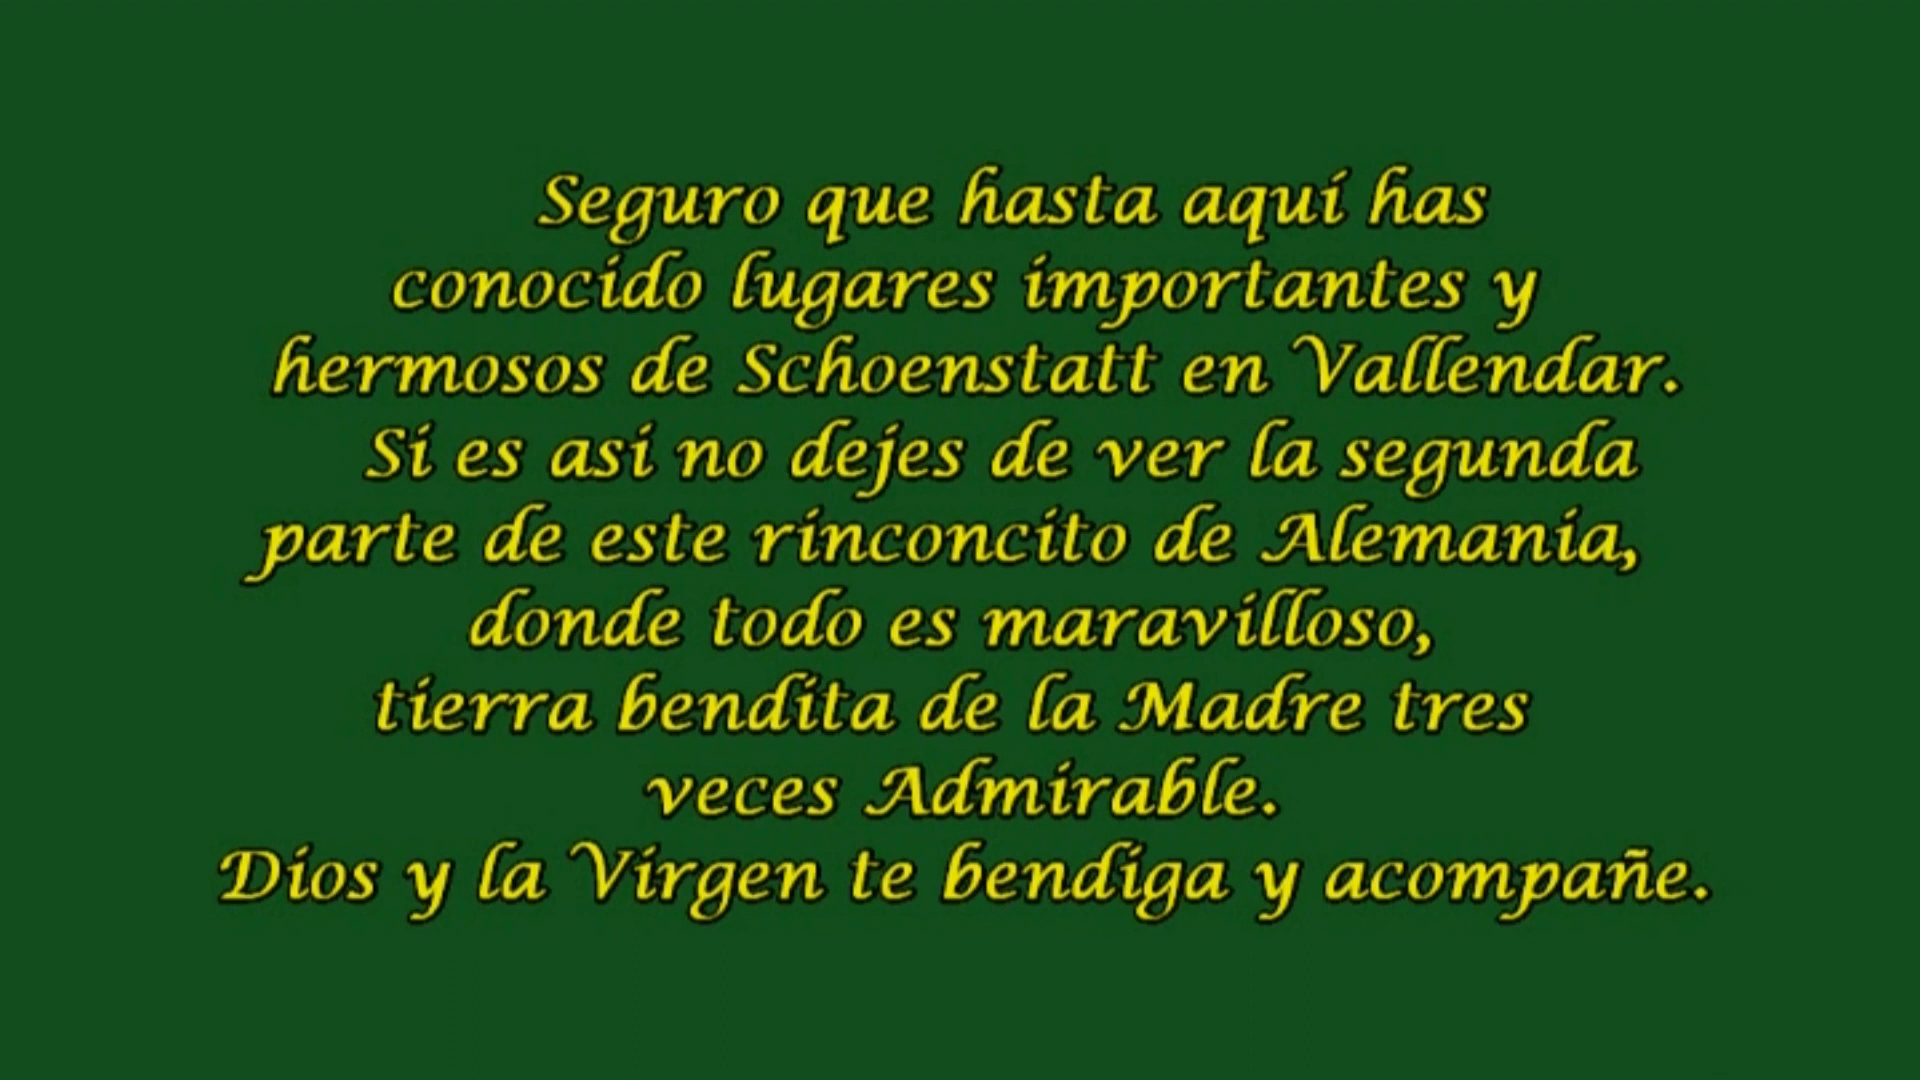 Seguro que hasta aquí has
conocido lugares importantes y
hermosos de Schoenstatt en Vallendar.
Si es asi no dejes de ver la segunda
parte de este rinconcito de Alemania,
donde todo es maravilloso,
tierra bendita de la Madre tres
veces Admirable.
Dios y la Virgen te bendiga y acompañe.